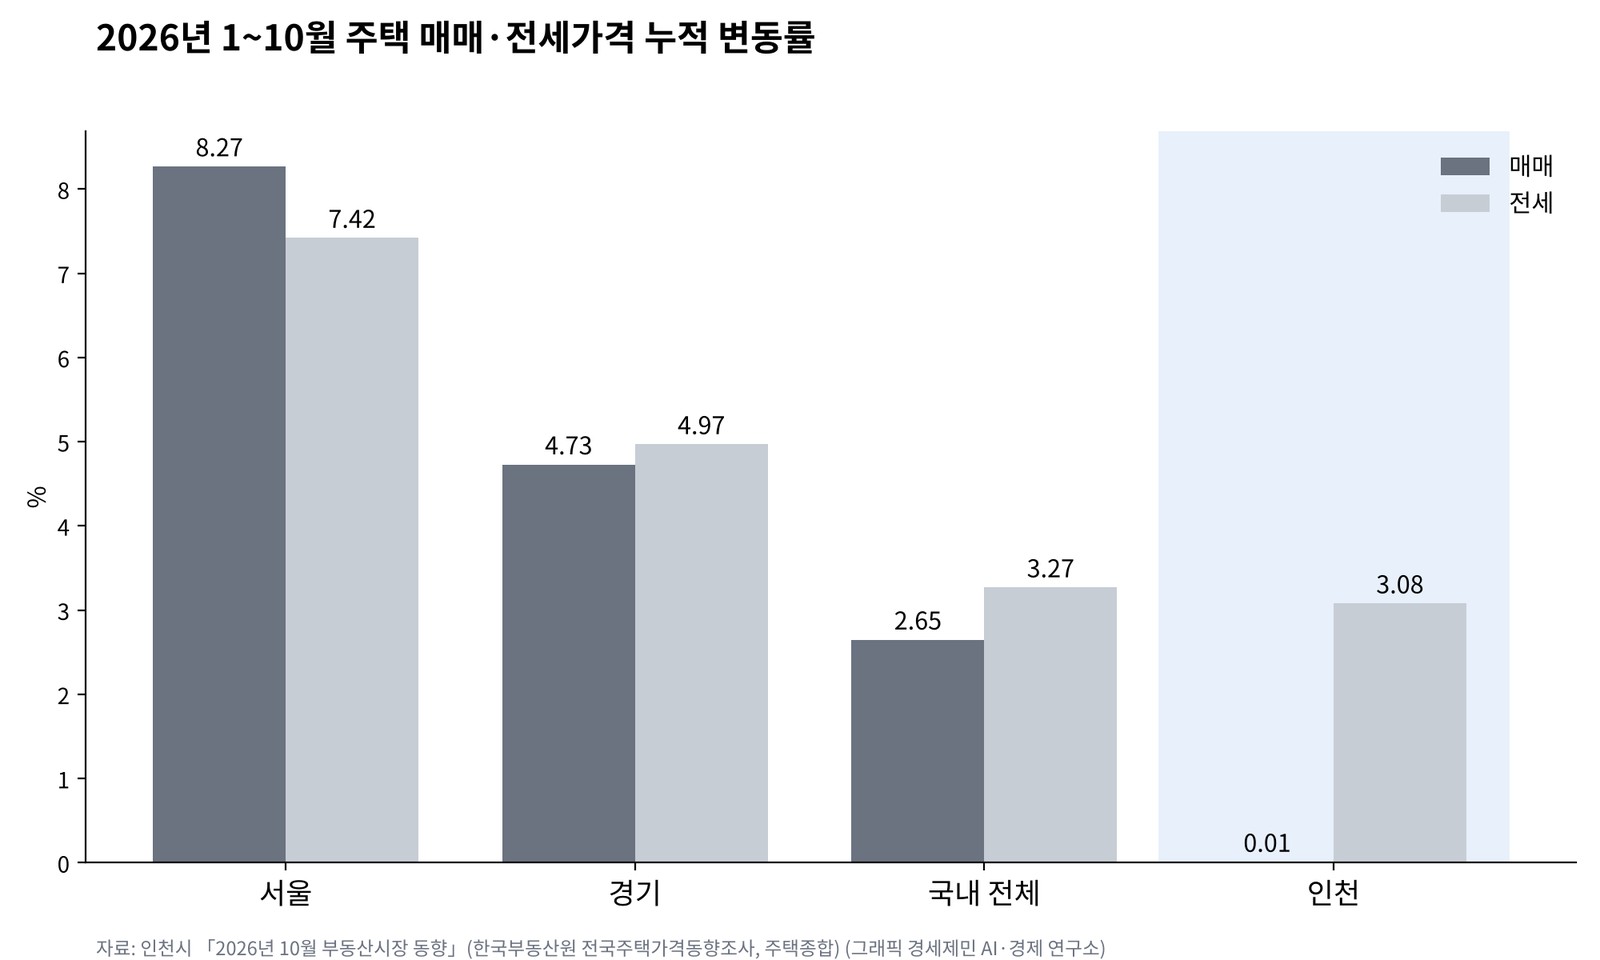 2026년 1~10월 주택 매매·전세가격 누적 변동률
매매
전세
8.27
7.42
4.73
4.97
2.65
3.27
0.01
3.08
8
7
6
5
4
3
2
1
0
%
서울
경기
국내 전체
인천
자료: 인천시 「2026년 10월 부동산시장 동향」(한국부동산원 전국주택가격동향조사, 주택종합) (그래픽 경세제민 AI·경제 연구소)